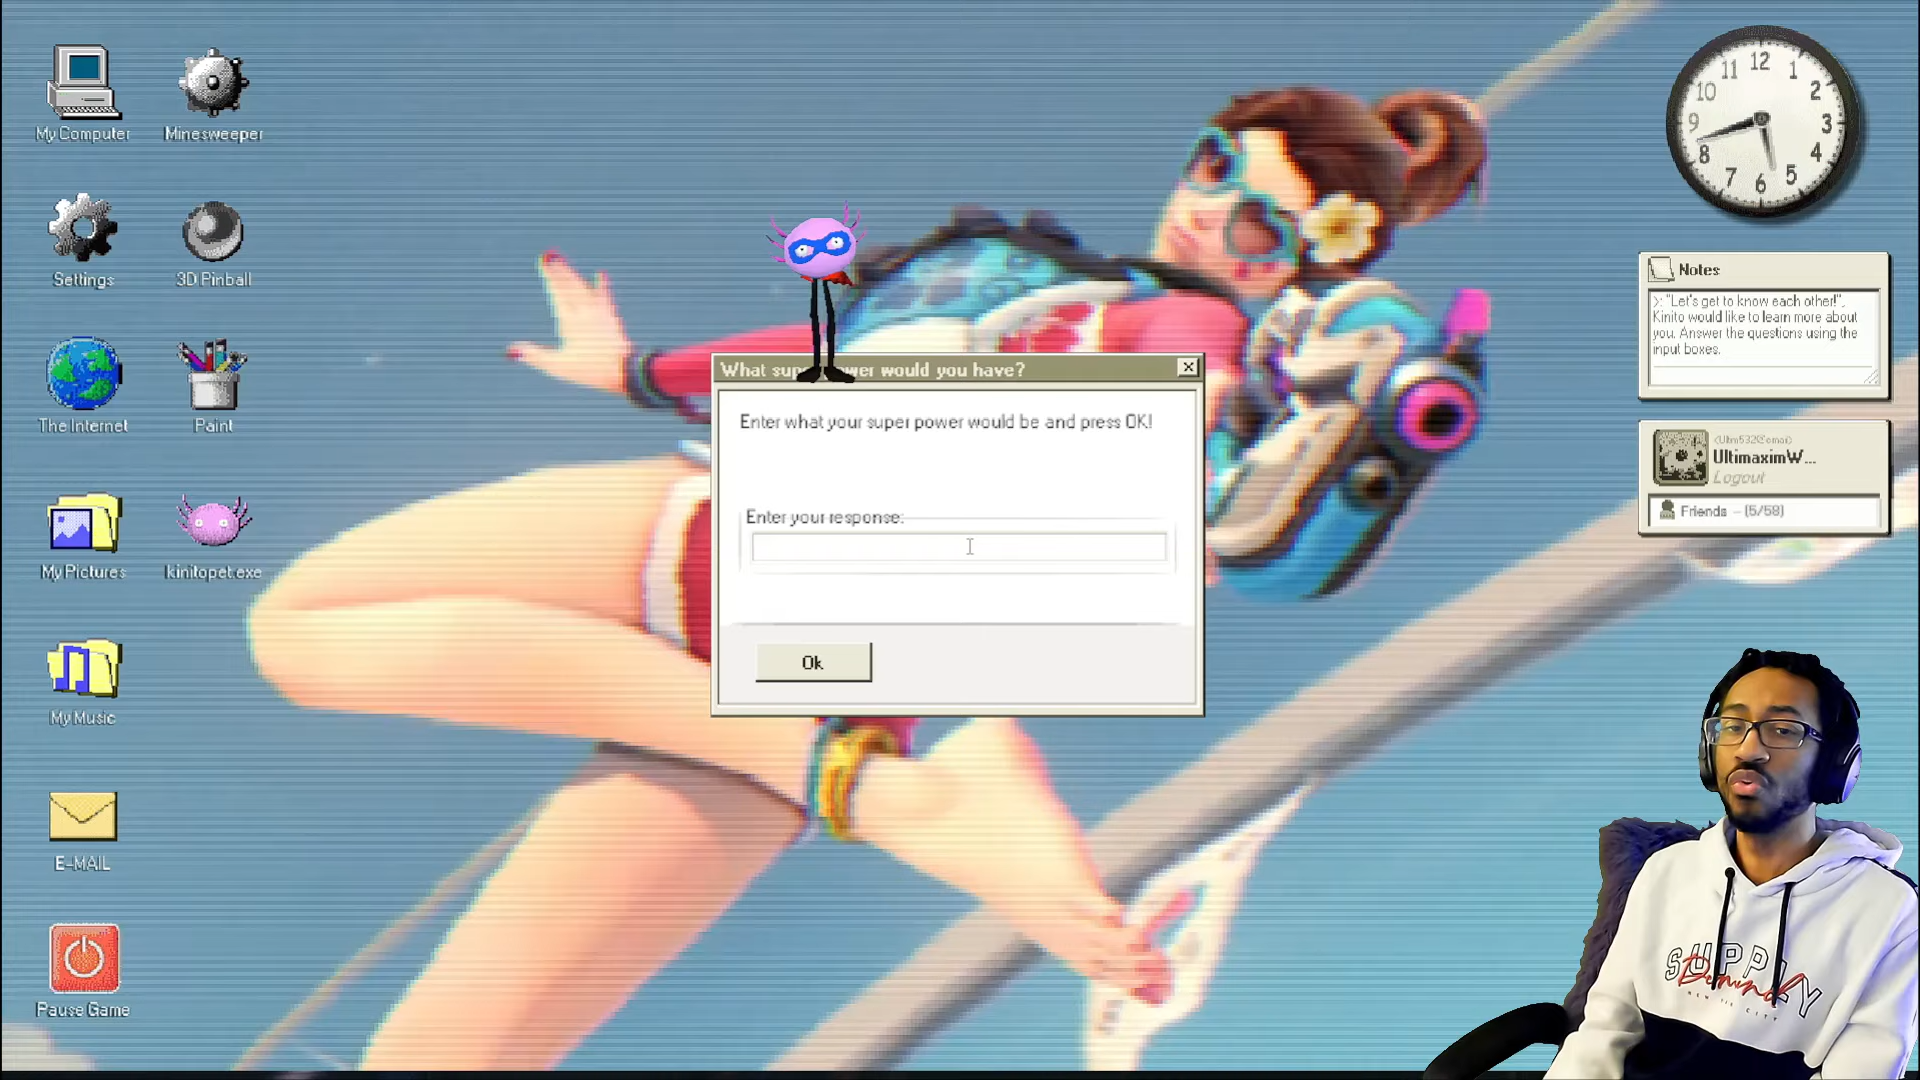 My Computer
Minesweeper
Settings
3D Pinball
The Internet
Paint
My Pictures
kinitopet.exe
My Music
E-MAIL
Pause Game
What sup wer would you have?
Enter what your super power would be and press OK!
Enter your response:
Ok
12
1
2
3
4
5
6
7
8
9
10
11
Notes
>: "Let's get to know each other!".
Kinito would like to learn more about
you. Answer the questions using the
input boxes.
UltimaximW...
Logout
Friends - (5/58)
SUPPLY
Demand